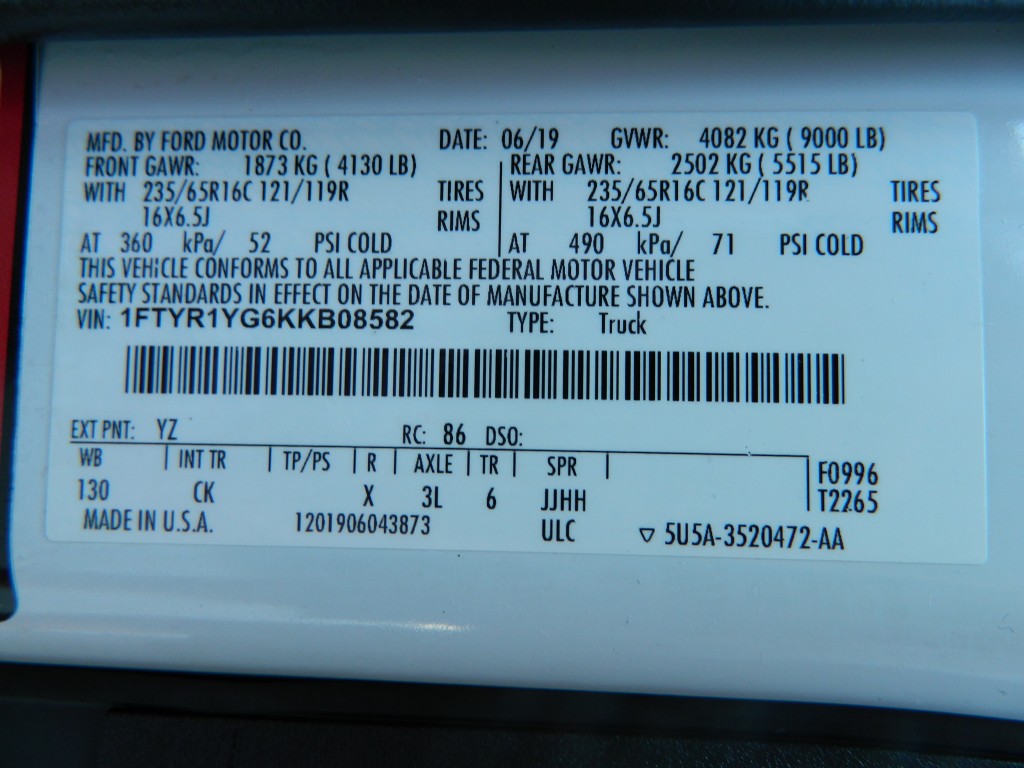 MFD. BY FORD MOTOR CO. DATE: 06/19 GVWR: 4082 KG ( 9000 LB)
FRONT GAWR: 1873 KG ( 4130 LB) REAR GAWR: 2502 KG ( 5515 LB)
WITH 235/65R16C 121/119R TIRES WITH 235/65R16C 121/119R TIRES
16X6.5J RIMS 16X6.5J RIMS
AT 360 kPa/ 52 PSI COLD AT 490 kPa/ 71 PSI COLD
THIS VEHICLE CONFORMS TO ALL APPLICABLE FEDERAL MOTOR VEHICLE
SAFETY STANDARDS IN EFFECT ON THE DATE OF MANUFACTURE SHOWN ABOVE.
VIN: 1FTYR1YG6KKB08582 TYPE: Truck
EXT PNT: YZ RC: 86 DSO:
WB INT TR TP/PS R AXLE TR SPR F0996
130 CK X 3L 6 JJHH T2265
MADE IN U.S.A. 1201906043873 ULC ▽ 5U5A-3520472-AA